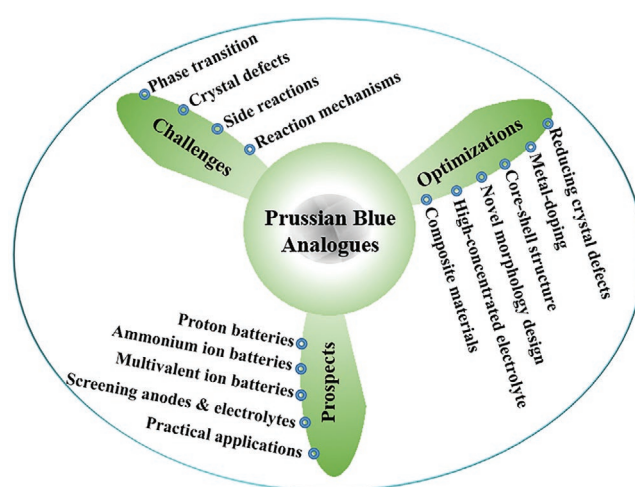 Phase transition
Crystal defects
Side reactions
Reaction mechanisms
Challenges
Optimizations
Reducing crystal defects
Metal-doping
Core-shell structure
Novel morphology design
High-concentrated electrolyte
Composite materials
Prussian Blue
Analogues
Proton batteries
Ammonium ion batteries
Multivalent ion batteries
Screening anodes & electrolytes
Practical applications
Prospects